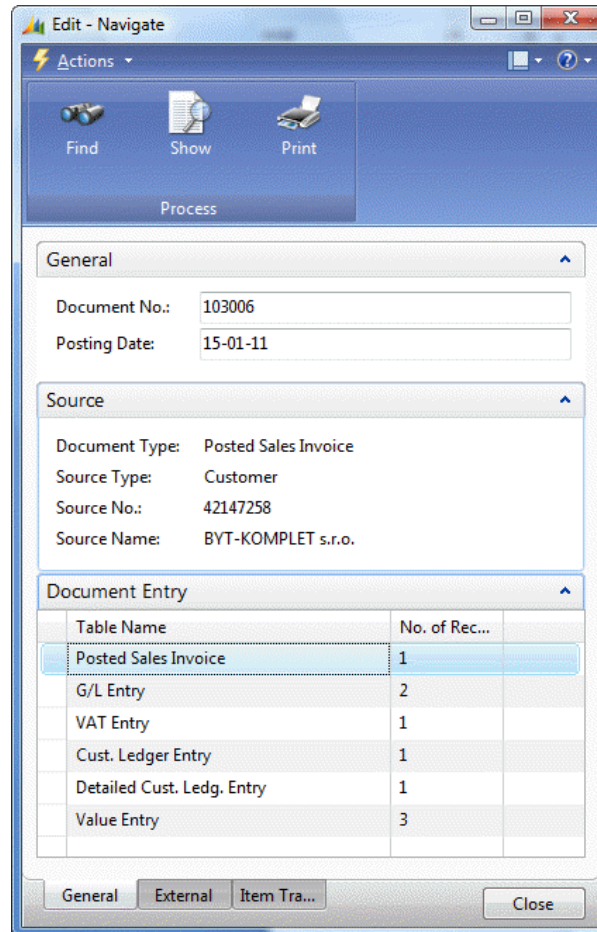 Edit - Navigate
Actions
Find Show Print
Process
General
Document No.: 103006
Posting Date: 15-01-11
Source
Document Type: Posted Sales Invoice
Source Type: Customer
Source No.: 42147258
Source Name: BYT-KOMPLET s.r.o.
Document Entry
Table Name No. of Rec...
Posted Sales Invoice 1
G/L Entry 2
VAT Entry 1
Cust. Ledger Entry 1
Detailed Cust. Ledg. Entry 1
Value Entry 3
General External Item Tra... Close